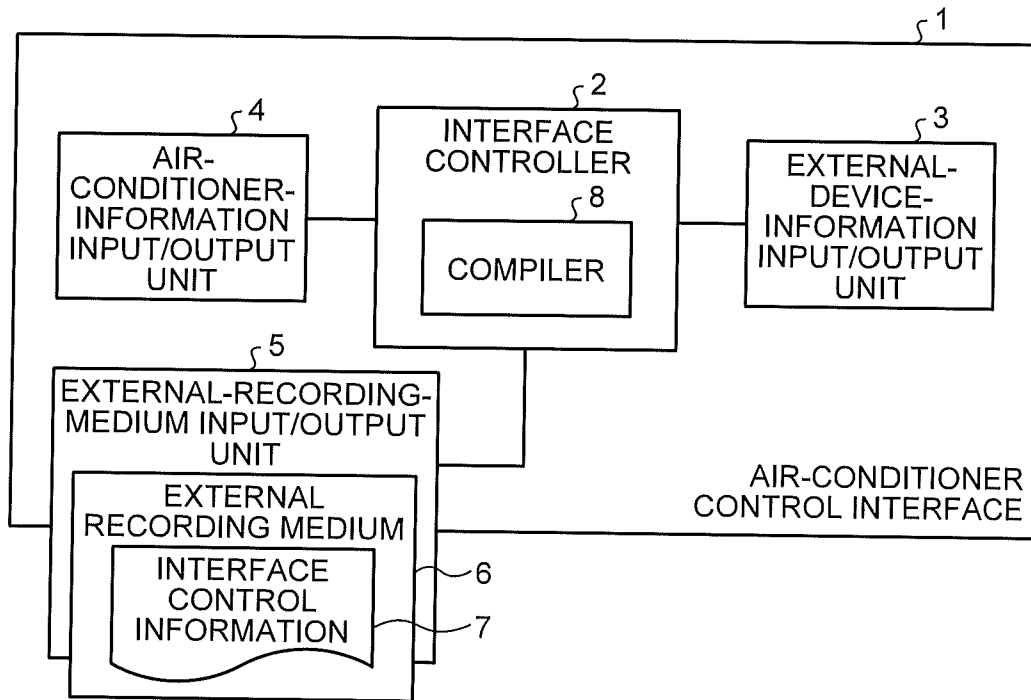 1
4
AIR-
CONDITIONER-
INFORMATION
INPUT/OUTPUT
UNIT
2
INTERFACE
CONTROLLER
8
COMPILER
3
EXTERNAL-
DEVICE-
INFORMATION
INPUT/OUTPUT
UNIT
5
EXTERNAL-RECORDING-
MEDIUM INPUT/OUTPUT
UNIT
EXTERNAL
RECORDING MEDIUM
6
INTERFACE
CONTROL
INFORMATION
7
AIR-CONDITIONER
CONTROL INTERFACE